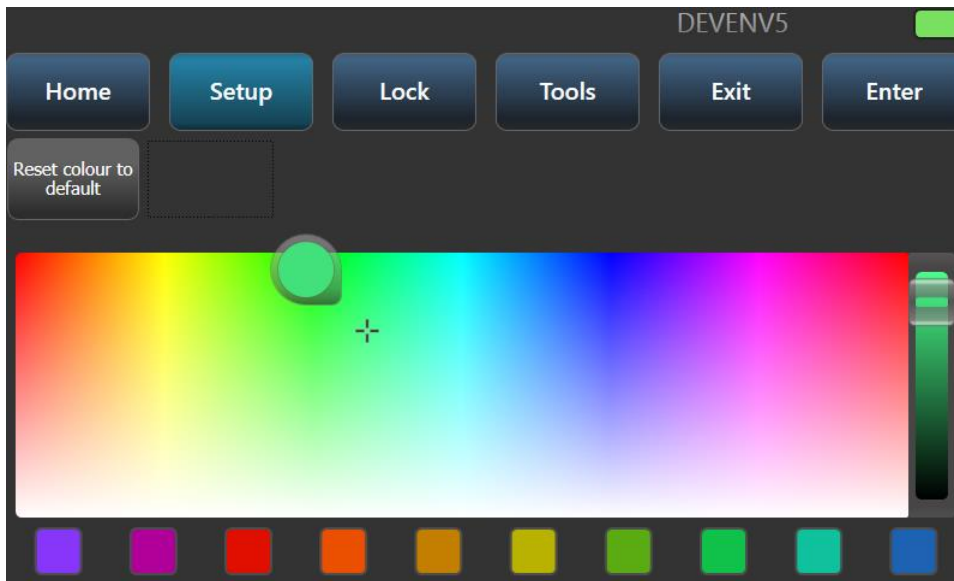 DEVENV5
Home
Setup
Lock
Tools
Exit
Enter
Reset colour to
default